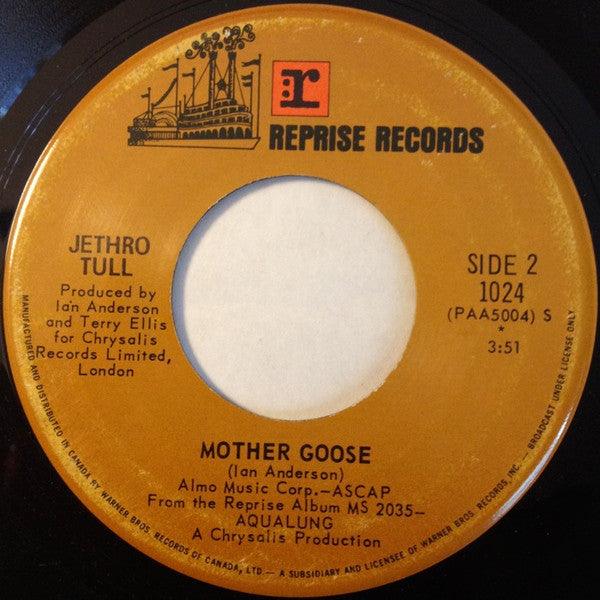 r
REPRISE RECORDS
JETHRO
TULL
Produced by
Ian Anderson
and Terry Ellis
for Chrysalis
Records Limited,
London
SIDE 2
1024
(PAA5004) S
*
3:51
MOTHER GOOSE
(Ian Anderson)
Almo Music Corp.—ASCAP
From the Reprise Album MS 2035—
AQUALUNG
A Chrysalis Production
MANUFACTURED AND DISTRIBUTED IN CANADA BY WARNER BROS. RECORDS OF CANADA, LTD.— A SUBSIDIARY AND LICENSEE OF WARNER BROS. RECORDS, INC.— BROADCAST UNDER LICENSE ONLY.